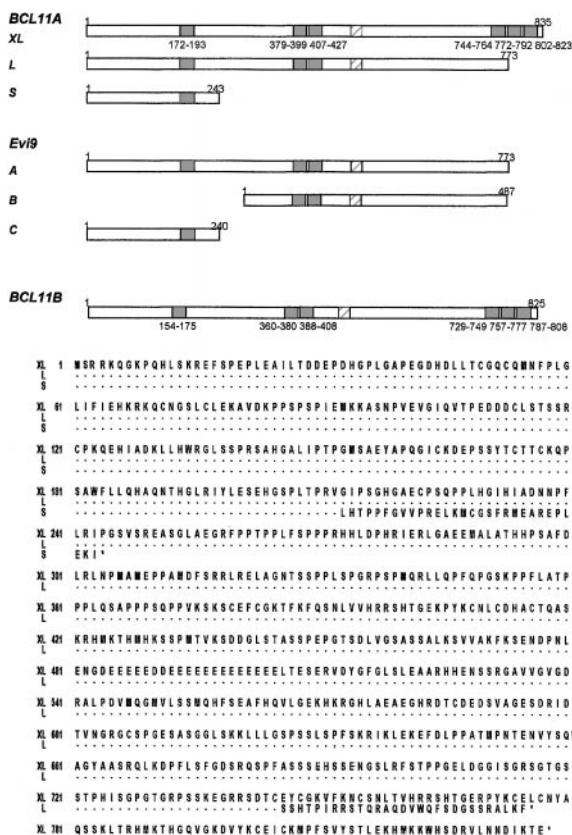 BCL11A
XL
1 835
172-193 379-399 407-427 744-764 772-792 802-823
L
1 773
S
1 243
Evi9
A
1 773
B
1 487
C
1 240
BCL11B
1 825
154-175 360-380 388-408 729-749 757-777 787-808
XL 1 MSRRKQGKPQHLSKREFSPEPLEAILTDDEPDHGPLGAPEGDHDLLTCGQCQMNFPLG
L
S
XL 61 LIFIEHKRKQCNGSLCLEKAVDKPPSPSPIEMKKASNPVEVGIQVTPEDDDCLSTSSR
L
S
XL 121 CPKQEHIADKLLHWRGLSSPRSAHGALIPTPGMSAEYAPQGICKDEPSSYTCTTCKQP
L
S
XL 181 SAWFLLQHAQNTHGLRIYLESEHGSPLTPRVGIPSGHGAECPSQPPLHGIHIADNNPF
L
S LHTPPFGVVPRELKMCGSFRMEAREPL
XL 241 LRIPGSVSREASGLAEGRFPPTPPLFSPPPRHHLDPHRIERLGAEEMALATHHPSAFD
L
S EKI*
XL 301 LRLNPMAMEPPAMDFSRRLRELAGNTSSPPLSPGRPSPMQRLLQPFQPGSKPPFLATP
L
XL 361 PPLQSAPPPSQPPVKSKSCEFCGKTFKFQSNLVVHRRSHTGEKPYKCNLCDHACTQAS
L
XL 421 KRHMKTHMHKSSPMTVKSDDGLSTASSPEPGTSDLVGSASSALKSVVAKFKSENDPNL
L
XL 481 ENGDEEEEEDDEEEEEEEEEEEEELTESERVDYGFGLSLEAARHHENSSRGAVVGVGD
L
XL 541 RALPDVMQGMVLSSMQHFSEAFHQVLGEKHKRGHLAEAEGHRDTCDEDSVAGESDRID
L
XL 601 TVNGRGCSPGESASGGLSKKLLLGSPSSLSPFSKRIKLEKEFDLPPATMPNTENVYSQ
L
XL 661 AGYAASRQLKDPFLSFGDSRQSPFASSSEHSSENGSLRFSTPPGELDGGISGRSGTGS
L
XL 721 STPHISGPGTGRPSSKEGRRSDTCEYCGKVFKNCSNLTVHRRSHTGERPYKCELCNYA
L SSHTPIRRSTQRAQDVWQFSDGSSRALKF*
XL 781 QSSKLTRHMKTHGQVGKDVYKCEICKMPFSVYSTLEKHMKKWHSDRVLNNDIKTE*